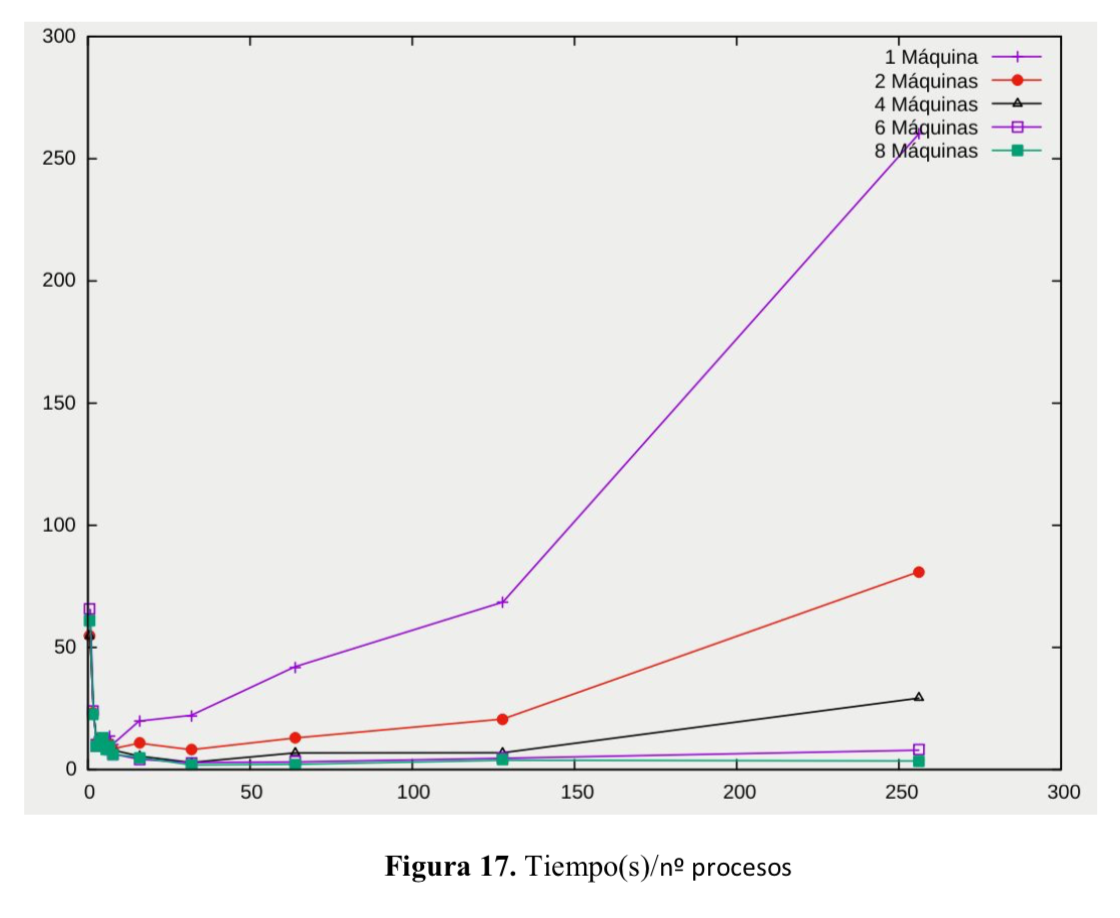 300
250
200
150
100
50
0
0 50 100 150 200 250 300
1 Máquina
2 Máquinas
4 Máquinas
6 Máquinas
8 Máquinas
Figura 17. Tiempo(s)/nº procesos